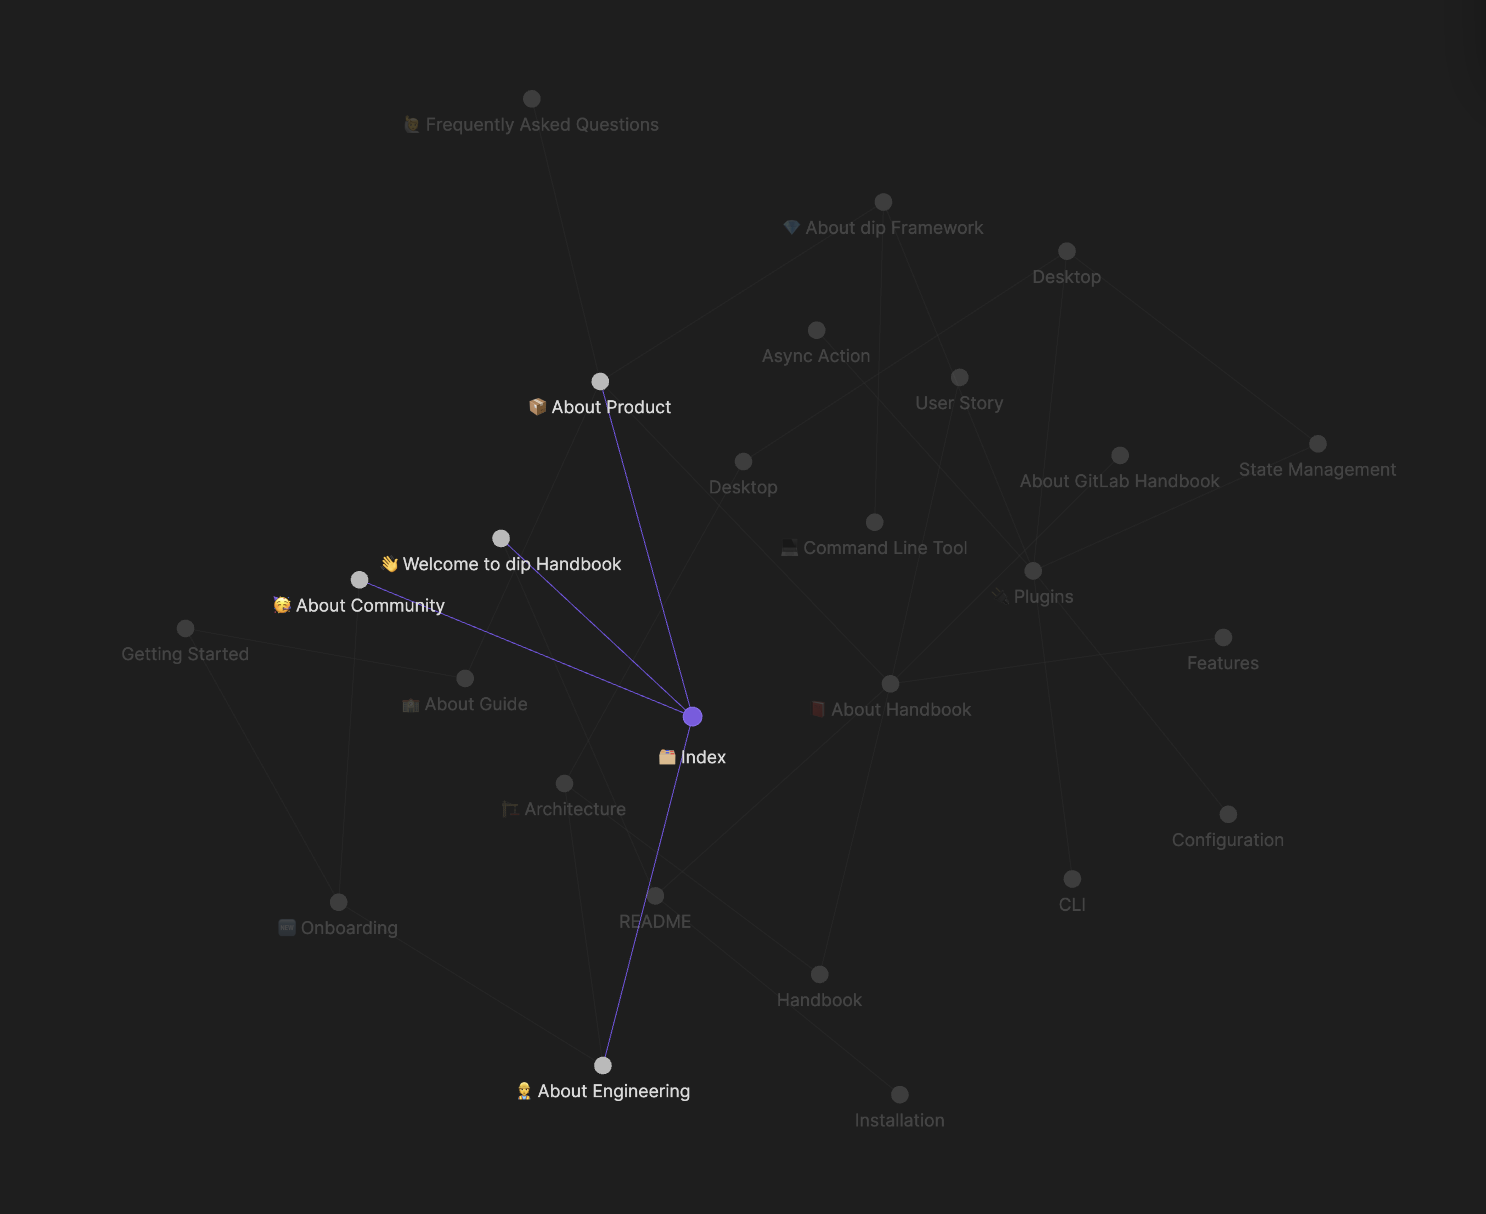 🙋 Frequently Asked Questions
💎 About dip Framework
Desktop
Async Action
User Story
📦 About Product
Desktop
About GitLab Handbook
State Management
💻 Command Line Tool
👋 Welcome to dip Handbook
🔌 Plugins
🥳 About Community
Getting Started
Features
🏫 About Guide
📕 About Handbook
🗂 Index
🏗 Architecture
Configuration
CLI
README
🆕 Onboarding
Handbook
👷 About Engineering
Installation